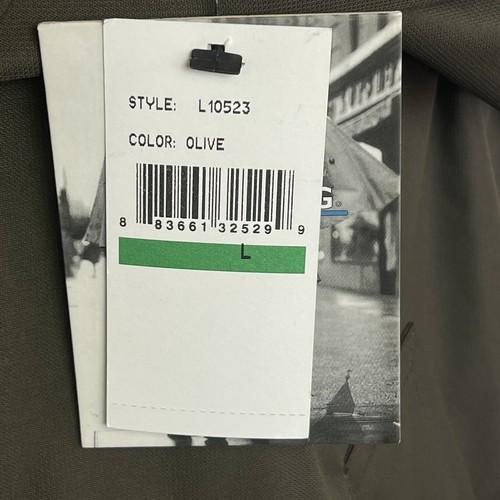 STYLE: L10523
COLOR: OLIVE
8 83661 32529 9
L
G®